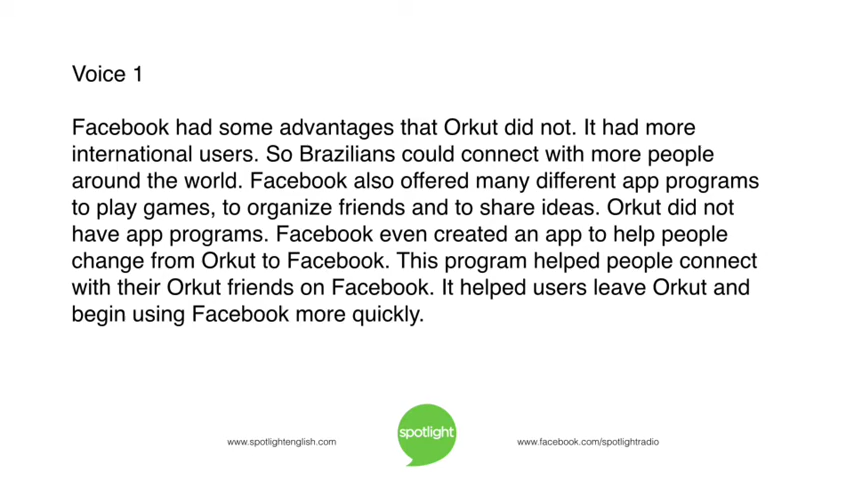 Voice 1
Facebook had some advantages that Orkut did not. It had more
international users. So Brazilians could connect with more people
around the world. Facebook also offered many different app programs
to play games, to organize friends and to share ideas. Orkut did not
have app programs. Facebook even created an app to help people
change from Orkut to Facebook. This program helped people connect
with their Orkut friends on Facebook. It helped users leave Orkut and
begin using Facebook more quickly.
www.spotlightenglish.com
spotlight
www.facebook.com/spotlightradio